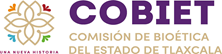 COBIET
COMISIÓN DE BIOÉTICA
DEL ESTADO DE TLAXCALA
UNA NUEVA HISTORIA